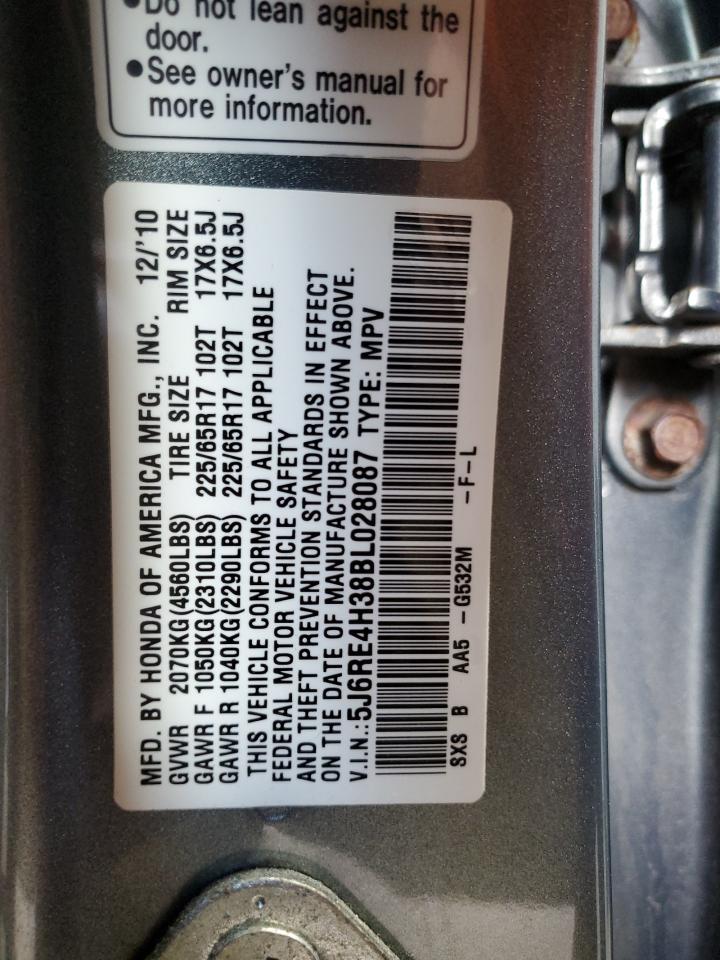 •Do not lean against the
door.
•See owner's manual for
more information.
MFD. BY HONDA OF AMERICA MFG., INC. 12/'10
GVWR 2070KG(4560LBS) TIRE SIZE RIM SIZE
GAWR F 1050KG(2310LBS) 225/65R17 102T 17X6.5J
GAWR R 1040KG(2290LBS) 225/65R17 102T 17X6.5J
THIS VEHICLE CONFORMS TO ALL APPLICABLE
FEDERAL MOTOR VEHICLE SAFETY
AND THEFT PREVENTION STANDARDS IN EFFECT
ON THE DATE OF MANUFACTURE SHOWN ABOVE.
V.I.N.:5J6RE4H38BL028087 TYPE: MPV
SXS B AA5 -G532M -F-L